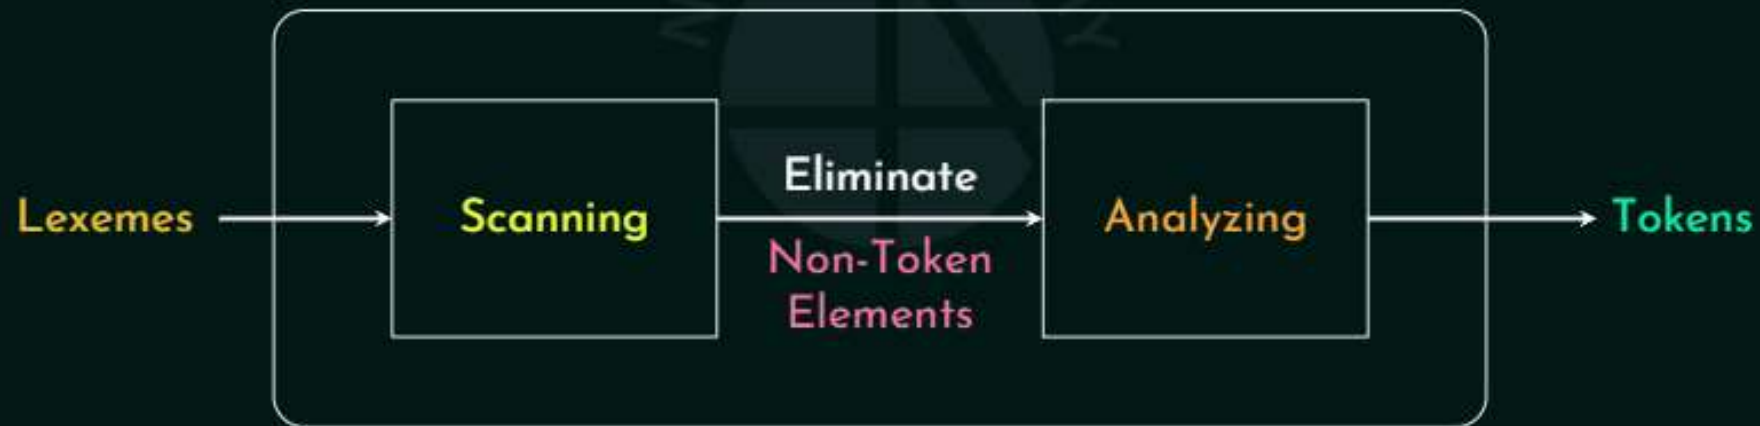 Lexemes
Scanning
Eliminate
Non-Token
Elements
Analyzing
Tokens